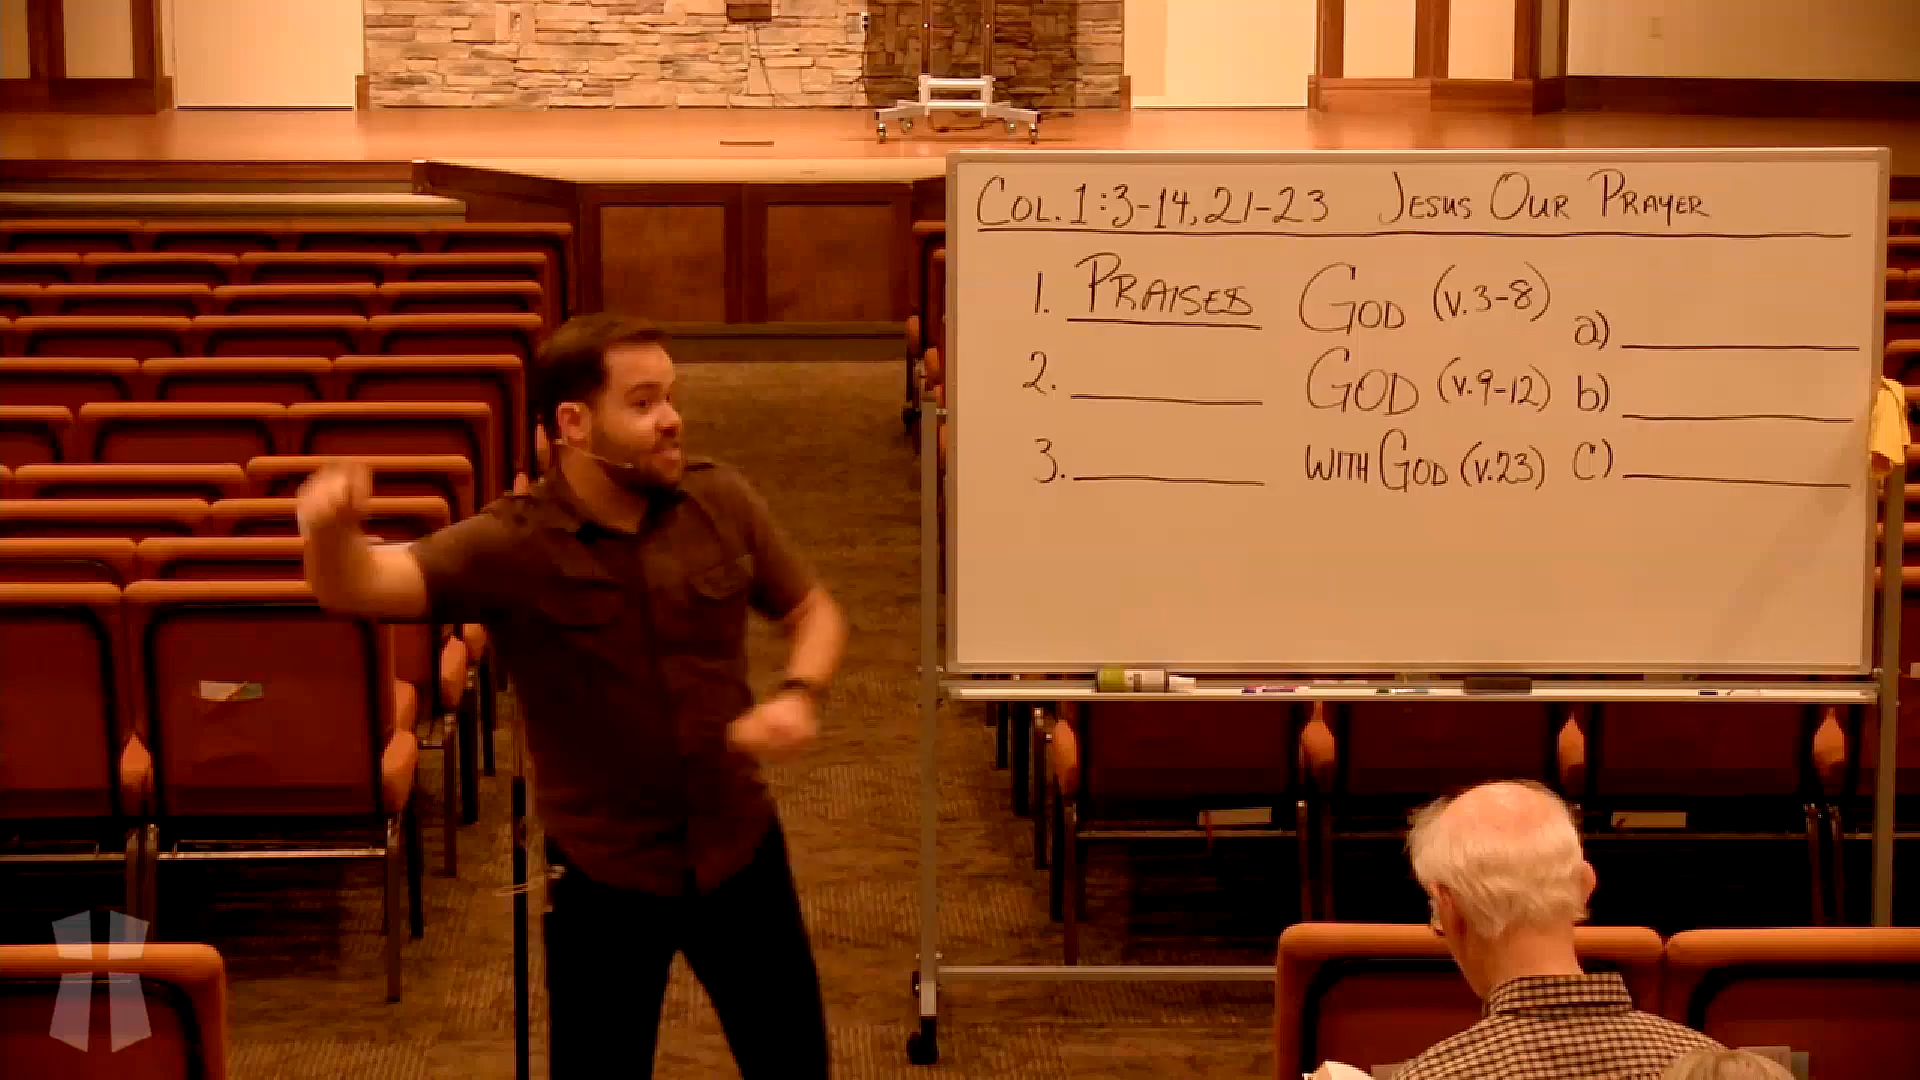 COL. 1:3-14, 21-23 JESUS OUR PRAYER
1. PRAISES GOD (v.3-8) a)
2. GOD (v.9-12) b)
3. WITH GOD (v.23) c)